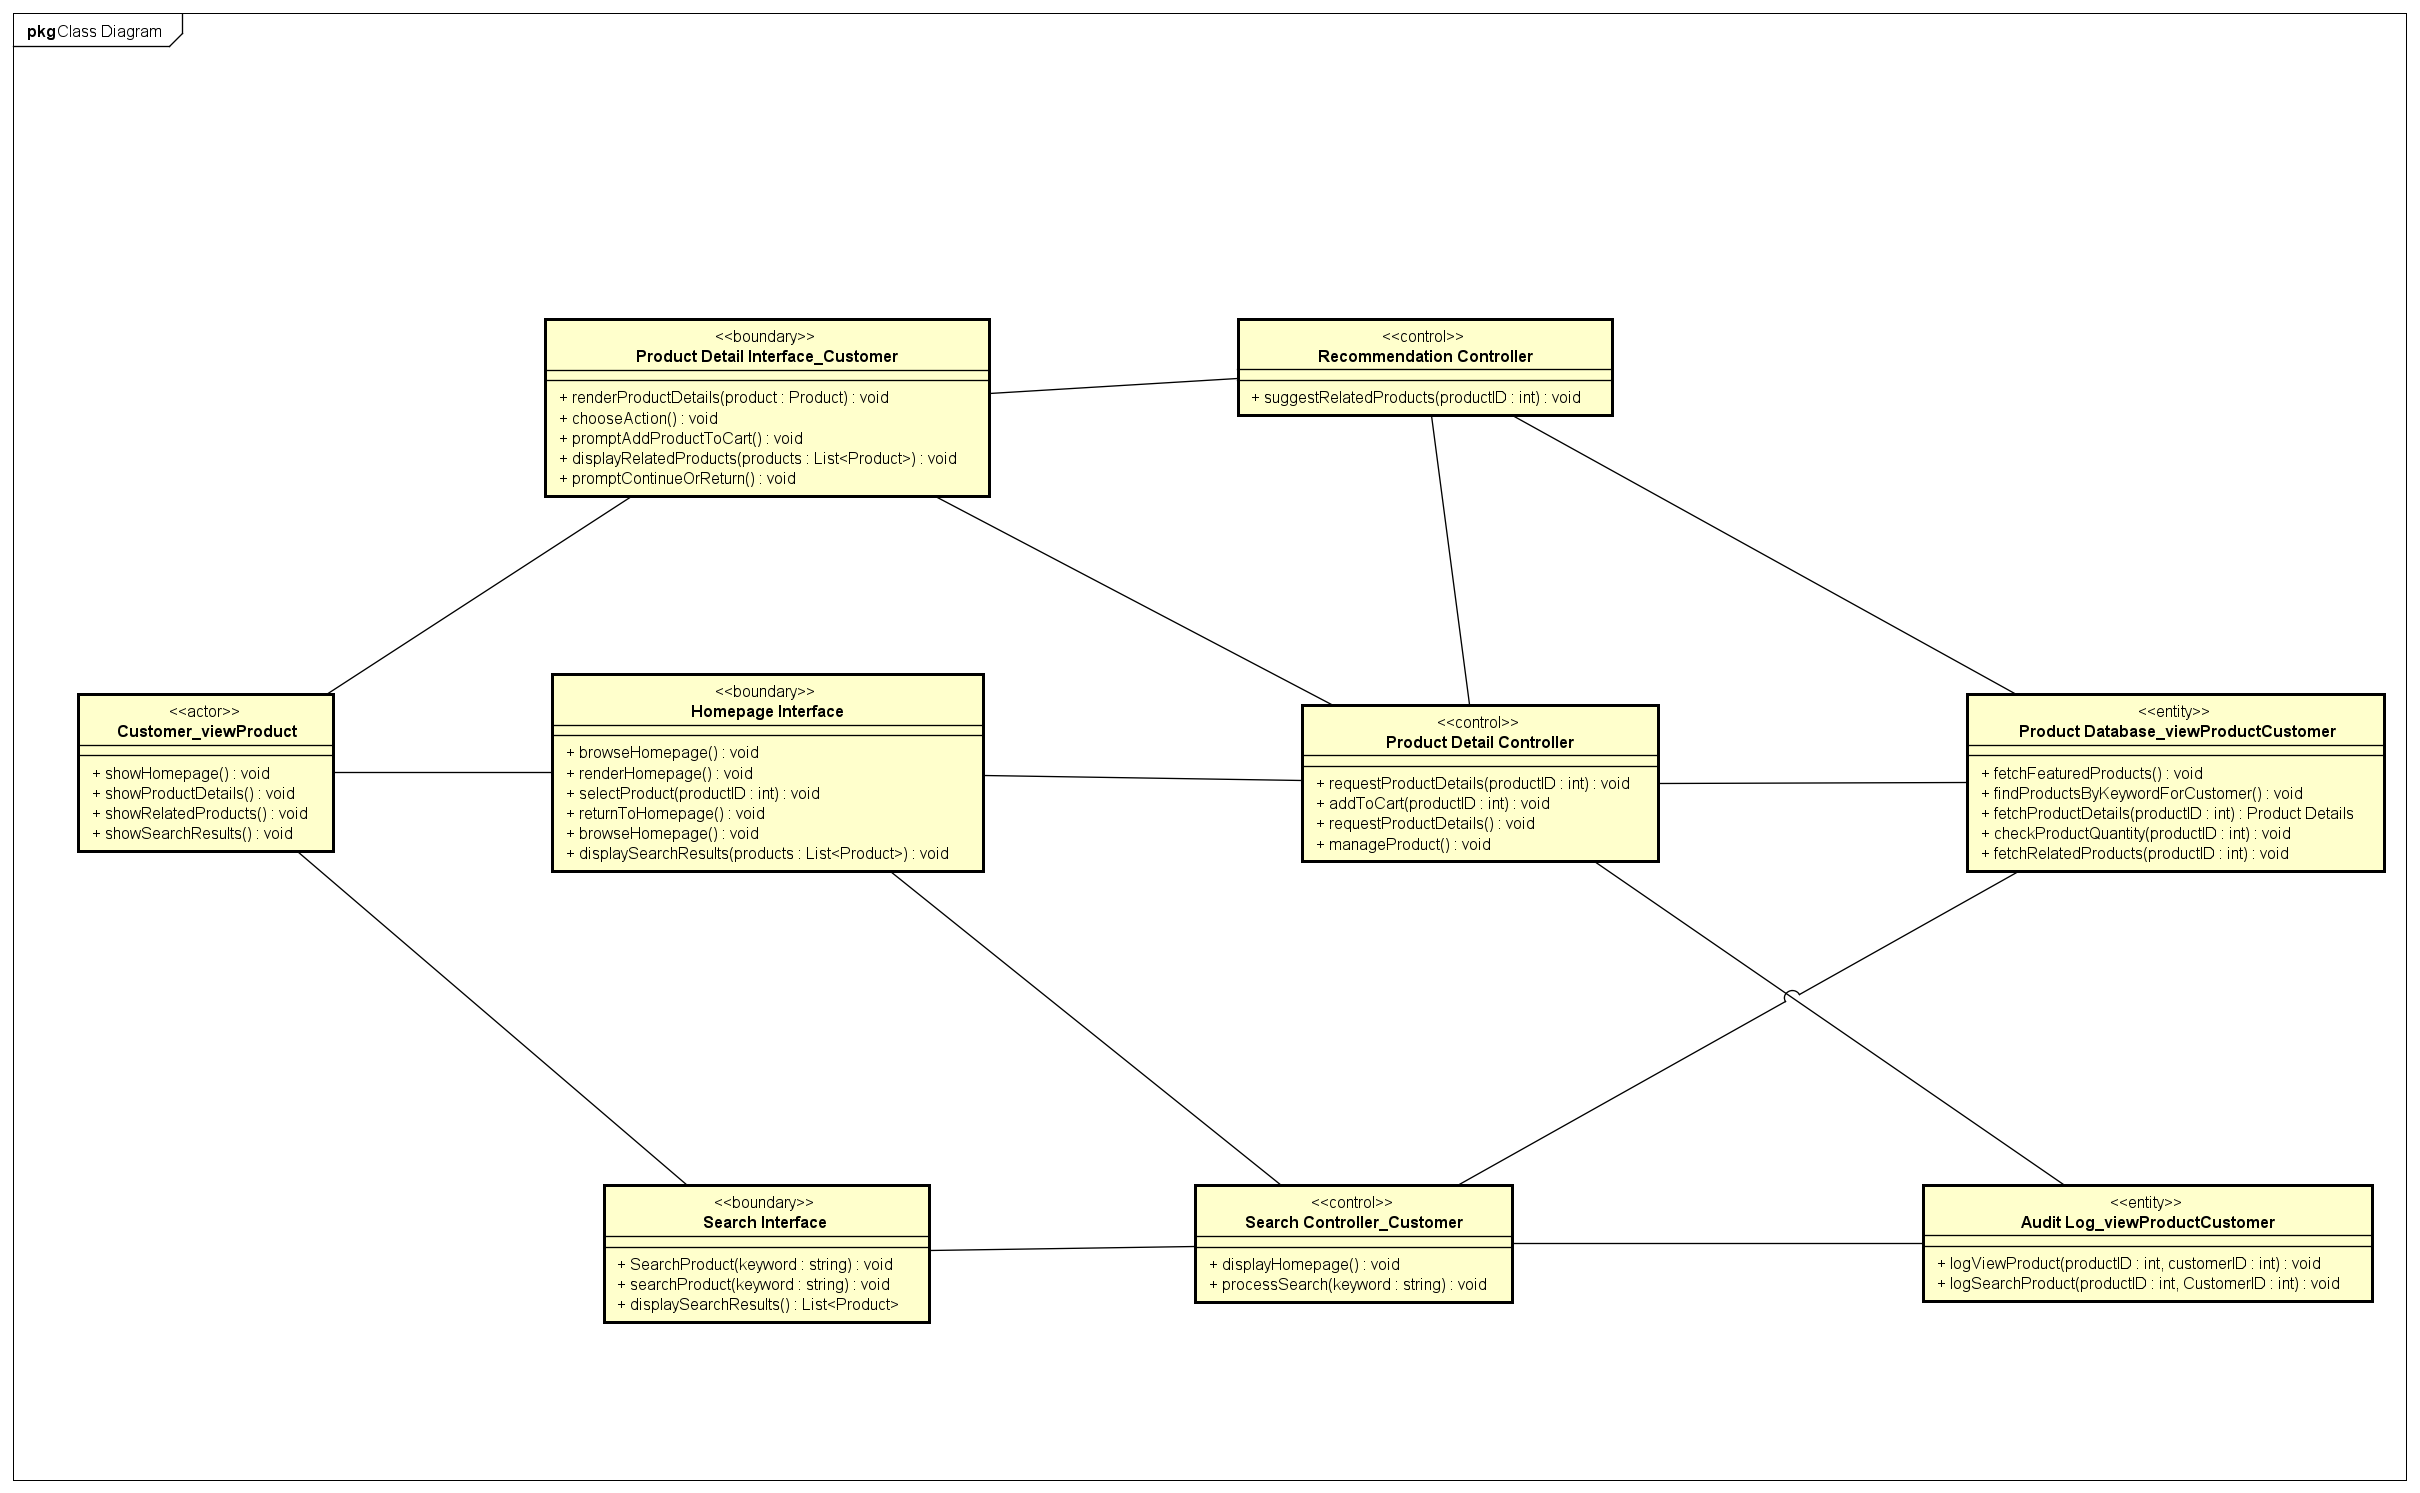 pkg Class Diagram
<<boundary>>
Product Detail Interface_Customer
+ renderProductDetails(product : Product) : void
+ chooseAction() : void
+ promptAddProductToCart() : void
+ displayRelatedProducts(products : List<Product>) : void
+ promptContinueOrReturn() : void
<<control>>
Recommendation Controller
+ suggestRelatedProducts(productID : int) : void
<<actor>>
Customer_viewProduct
+ showHomepage() : void
+ showProductDetails() : void
+ showRelatedProducts() : void
+ showSearchResults() : void
<<boundary>>
Homepage Interface
+ browseHomepage() : void
+ renderHomepage() : void
+ selectProduct(productID : int) : void
+ returnToHomepage() : void
+ browseHomepage() : void
+ displaySearchResults(products : List<Product>) : void
<<control>>
Product Detail Controller
+ requestProductDetails(productID : int) : void
+ addToCart(productID : int) : void
+ requestProductDetails() : void
+ manageProduct() : void
<<entity>>
Product Database_viewProductCustomer
+ fetchFeaturedProducts() : void
+ findProductsByKeywordForCustomer() : void
+ fetchProductDetails(productID : int) : Product Details
+ checkProductQuantity(productID : int) : void
+ fetchRelatedProducts(productID : int) : void
<<boundary>>
Search Interface
+ SearchProduct(keyword : string) : void
+ searchProduct(keyword : string) : void
+ displaySearchResults() : List<Product>
<<control>>
Search Controller_Customer
+ displayHomepage() : void
+ processSearch(keyword : string) : void
<<entity>>
Audit Log_viewProductCustomer
+ logViewProduct(productID : int, customerID : int) : void
+ logSearchProduct(productID : int, CustomerID : int) : void